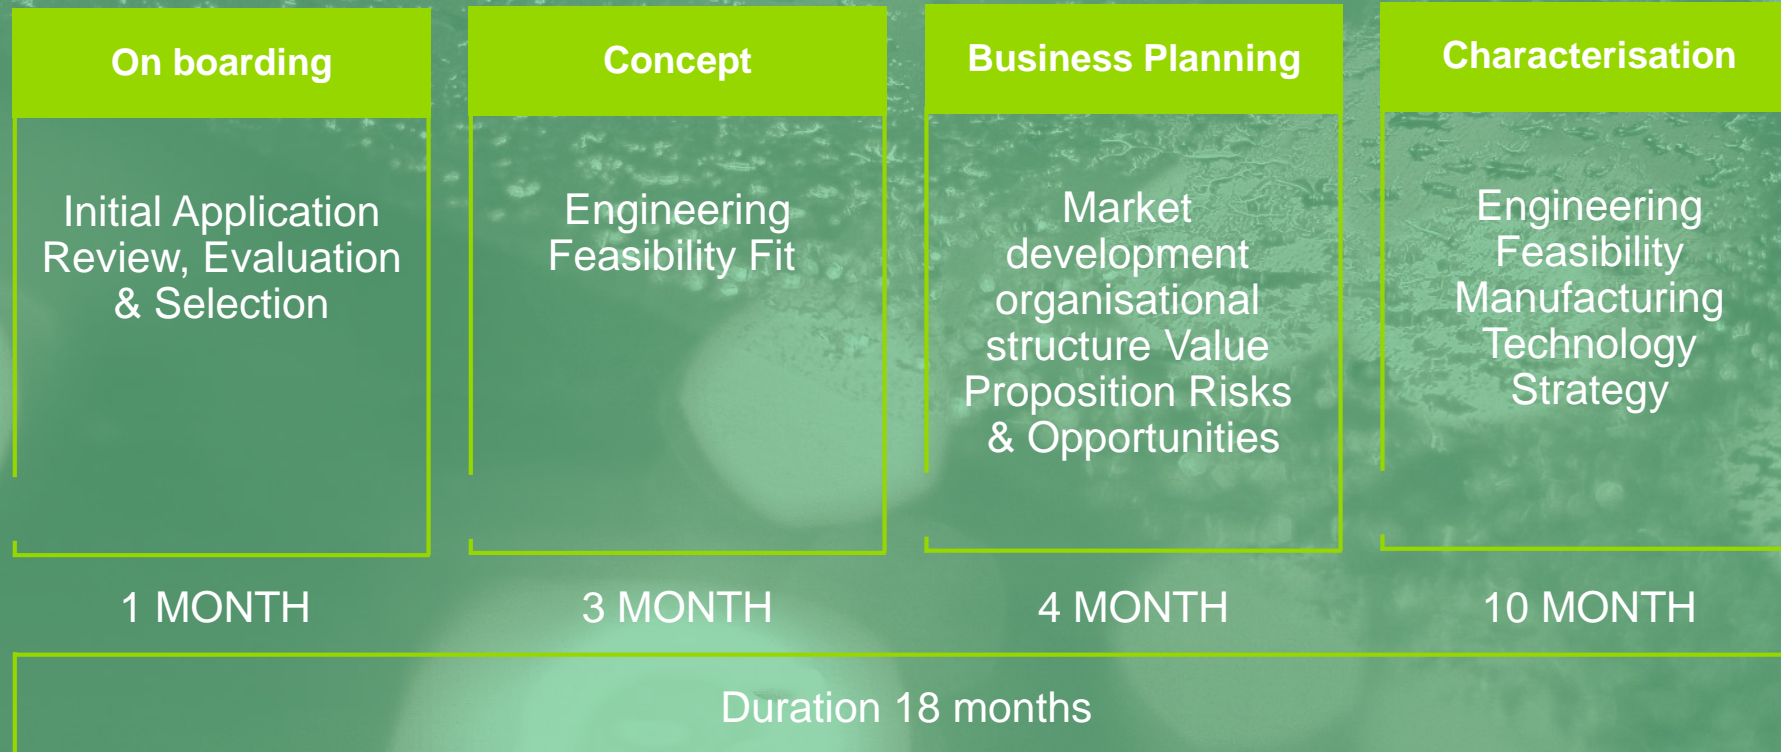 On boarding
Initial Application
Review, Evaluation
& Selection
1 MONTH
Concept
Engineering
Feasibility Fit
3 MONTH
Business Planning
Market
development
organisational
structure Value
Proposition Risks
& Opportunities
4 MONTH
Characterisation
Engineering
Feasibility
Manufacturing
Technology
Strategy
10 MONTH
Duration 18 months